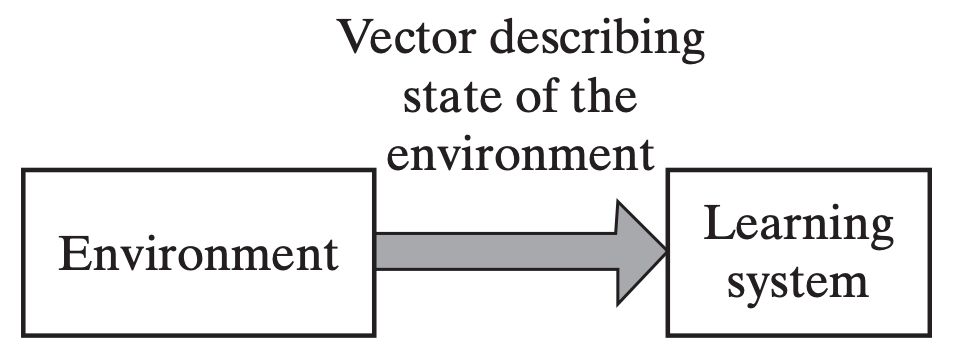 Vector describing
state of the
environment
Environment
Learning
system